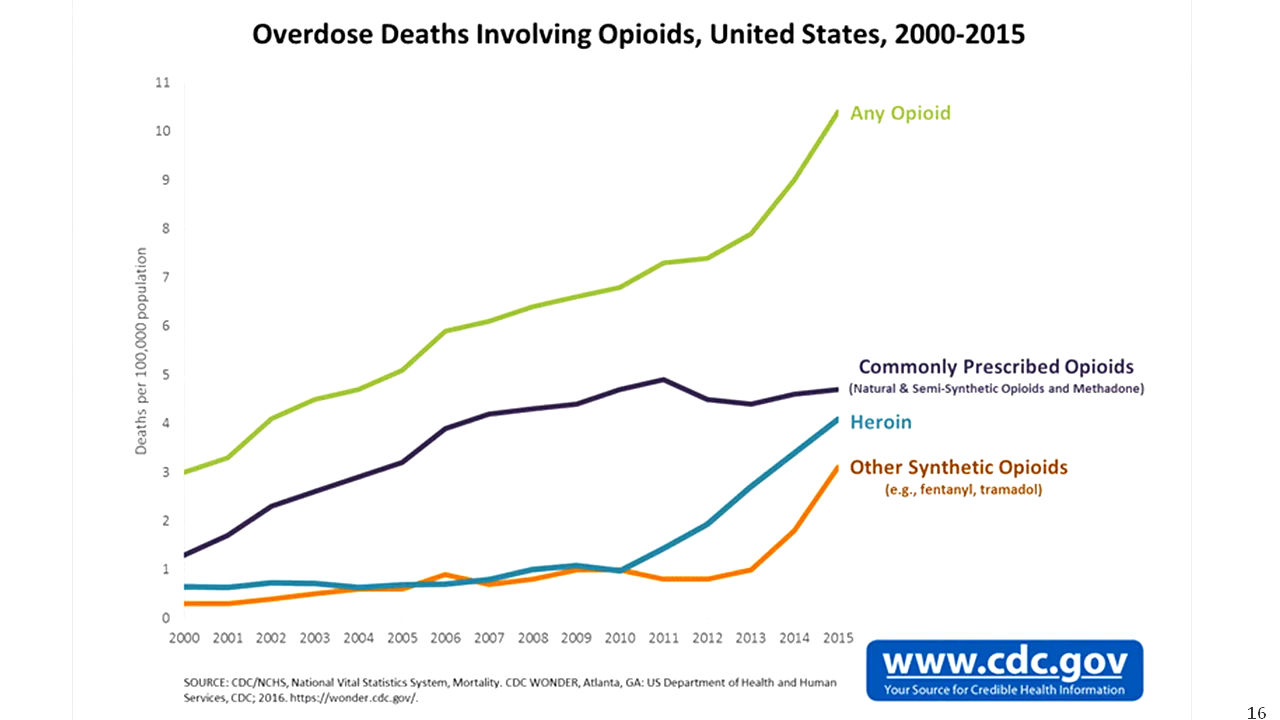 Overdose Deaths Involving Opioids, United States, 2000-2015
Deaths per 100,000 population
11
10
9
8
7
6
5
4
3
2
1
0
2000 2001 2002 2003 2004 2005 2006 2007 2008 2009 2010 2011 2012 2013 2014 2015
Any Opioid
Commonly Prescribed Opioids
(Natural & Semi-Synthetic Opioids and Methadone)
Heroin
Other Synthetic Opioids
(e.g., fentanyl, tramadol)
SOURCE: CDC/NCHS, National Vital Statistics System, Mortality. CDC WONDER, Atlanta, GA: US Department of Health and Human
Services, CDC; 2016. https://wonder.cdc.gov/.
www.cdc.gov
Your Source for Credible Health Information
16